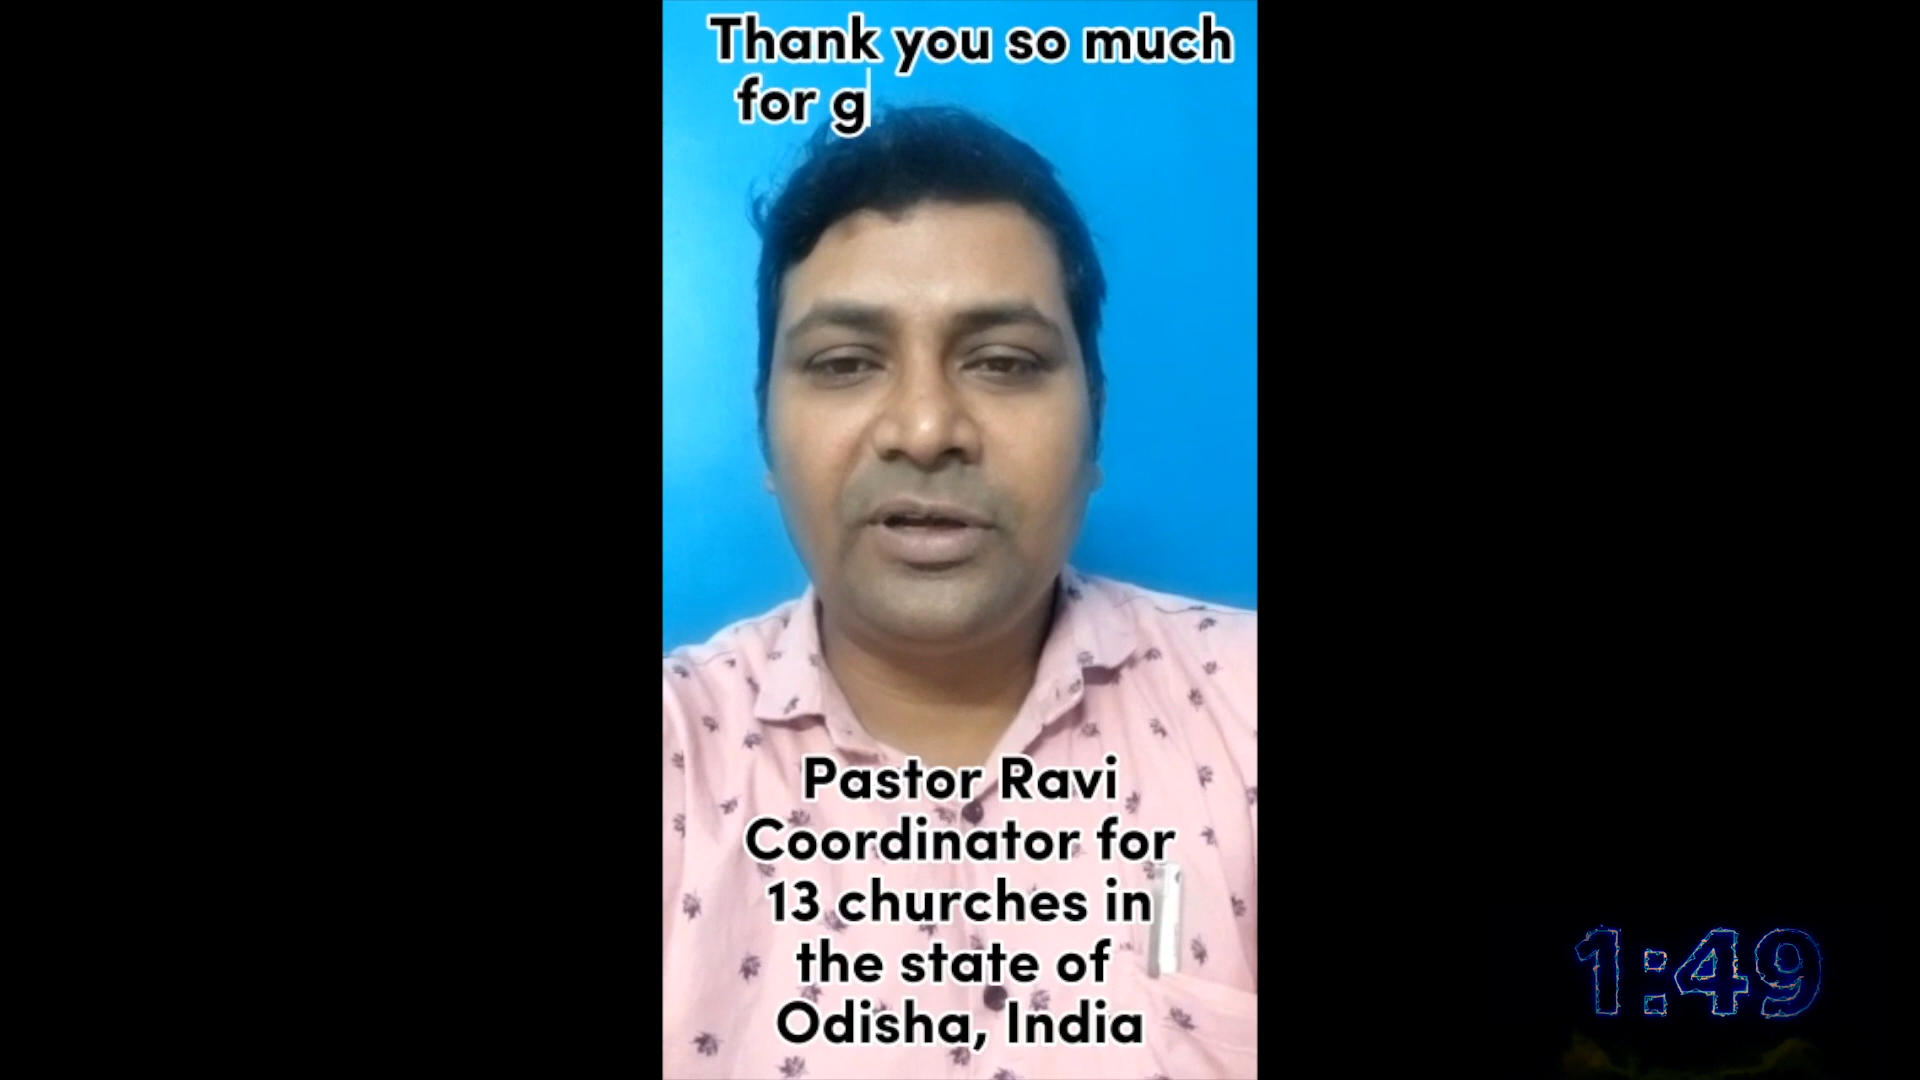 Thank you so much
for g
Pastor Ravi
Coordinator for
13 churches in
the state of
Odisha, India
1:49